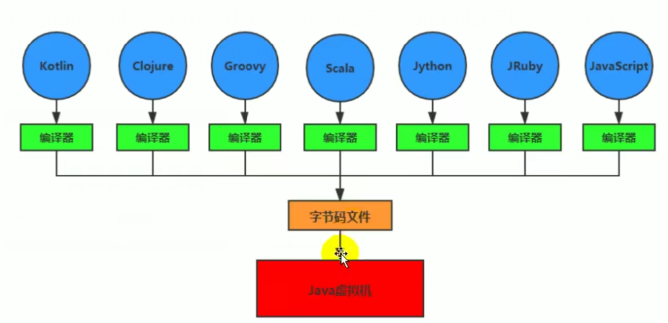 Kotlin
Clojure
Groovy
Scala
Jython
JRuby
JavaScript
编译器
编译器
编译器
编译器
编译器
编译器
编译器
字节码文件
Java虚拟机